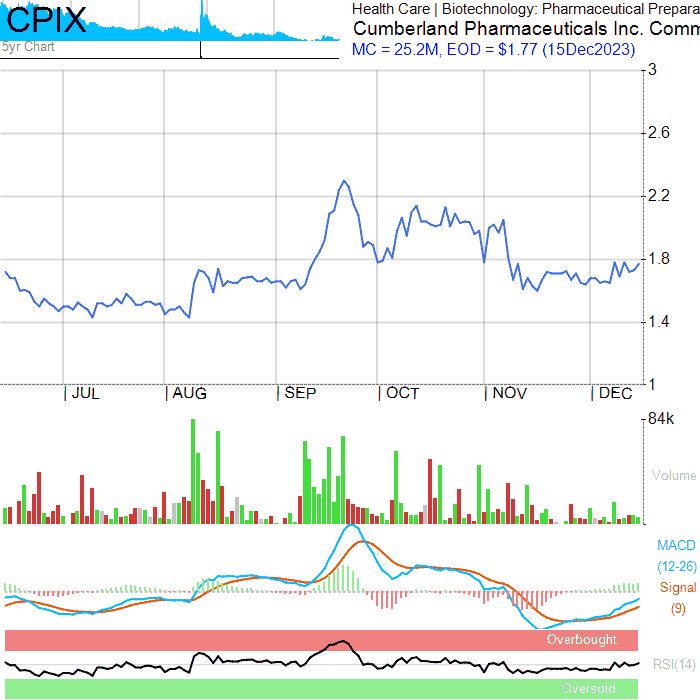 CPIX
5yr Chart
Health Care | Biotechnology: Pharmaceutical Prepara
Cumberland Pharmaceuticals Inc. Comm
MC = 25.2M, EOD = $1.77 (15Dec2023)
3
2.6
2.2
1.8
1.4
1
JUL
AUG
SEP
OCT
NOV
DEC
84k
Volume
MACD
(12-26)
Signal
(9)
Overbought
RSI(14)
Oversold